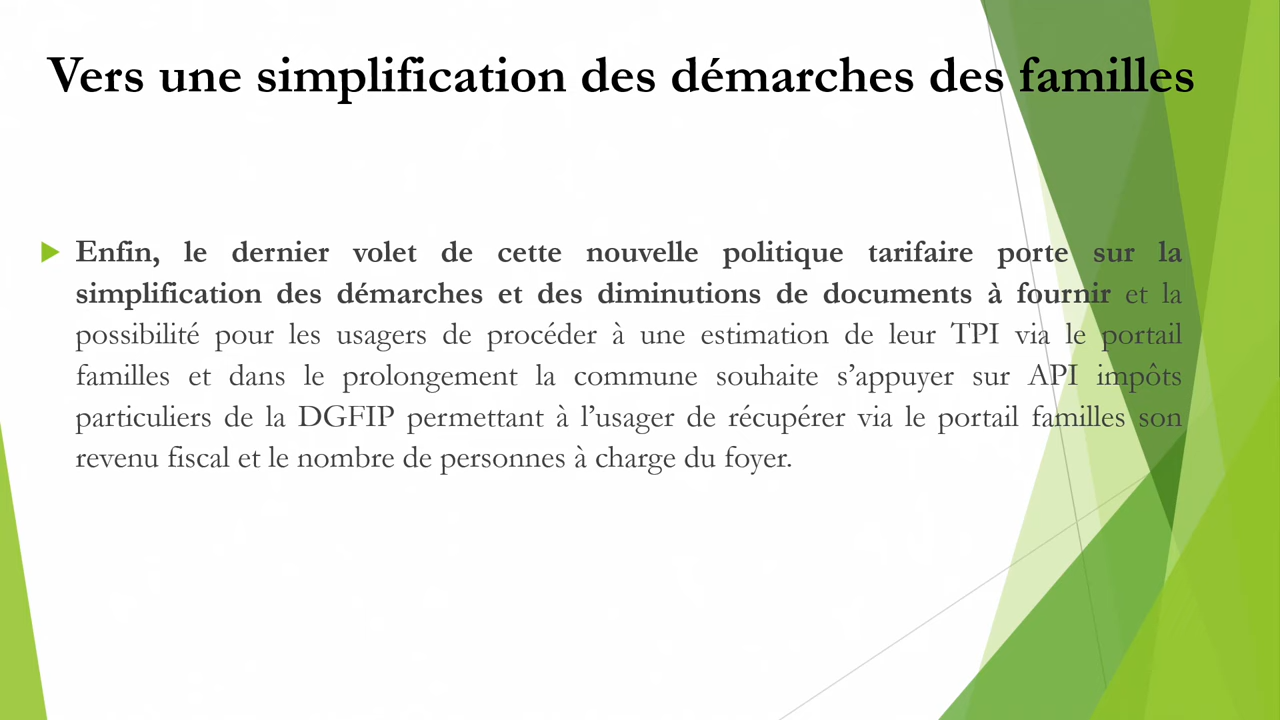 Vers une simplification des démarches des familles
Enfin, le dernier volet de cette nouvelle politique tarifaire porte sur la
simplification des démarches et des diminutions de documents à fournir et la
possibilité pour les usagers de procéder à une estimation de leur TPI via le portail
familles et dans le prolongement la commune souhaite s’appuyer sur API impôts
particuliers de la DGFIP permettant à l’usager de récupérer via le portail familles son
revenu fiscal et le nombre de personnes à charge du foyer.